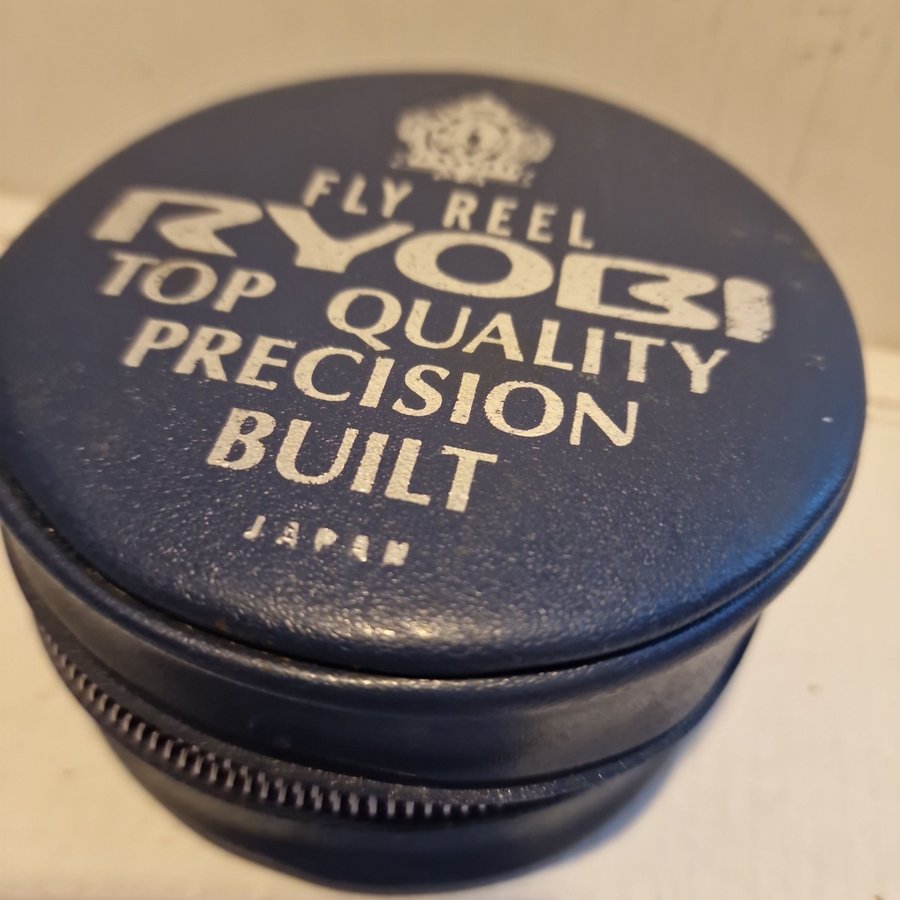 FLY REEL
RYOBI
TOP QUALITY
PRECISION
BUILT
JAPAN